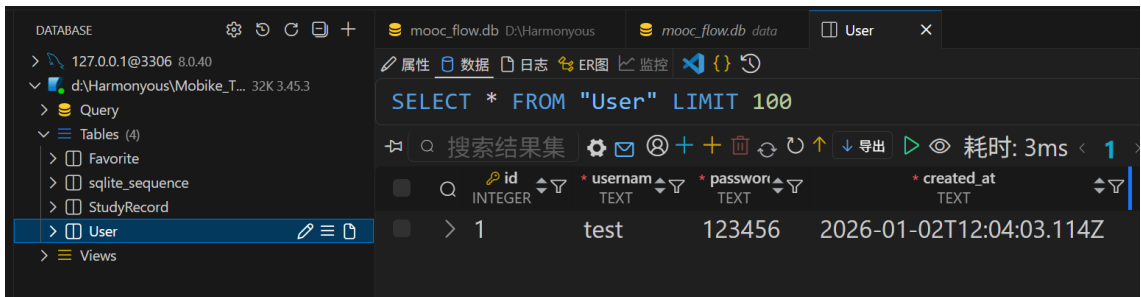 DATABASE
127.0.0.1@3306 8.0.40
d:\Harmonyous\Mobike_T... 32K 3.45.3
Query
Tables (4)
Favorite
sqlite_sequence
StudyRecord
User
Views
mooc_flow.db D:\Harmonyous mooc_flow.db data User
属性 数据 日志 ER图 监控
SELECT * FROM "User" LIMIT 100
搜索结果集 导出 耗时: 3ms 1
id * usernam * password * created_at
INTEGER TEXT TEXT TEXT
1 test 123456 2026-01-02T12:04:03.114Z